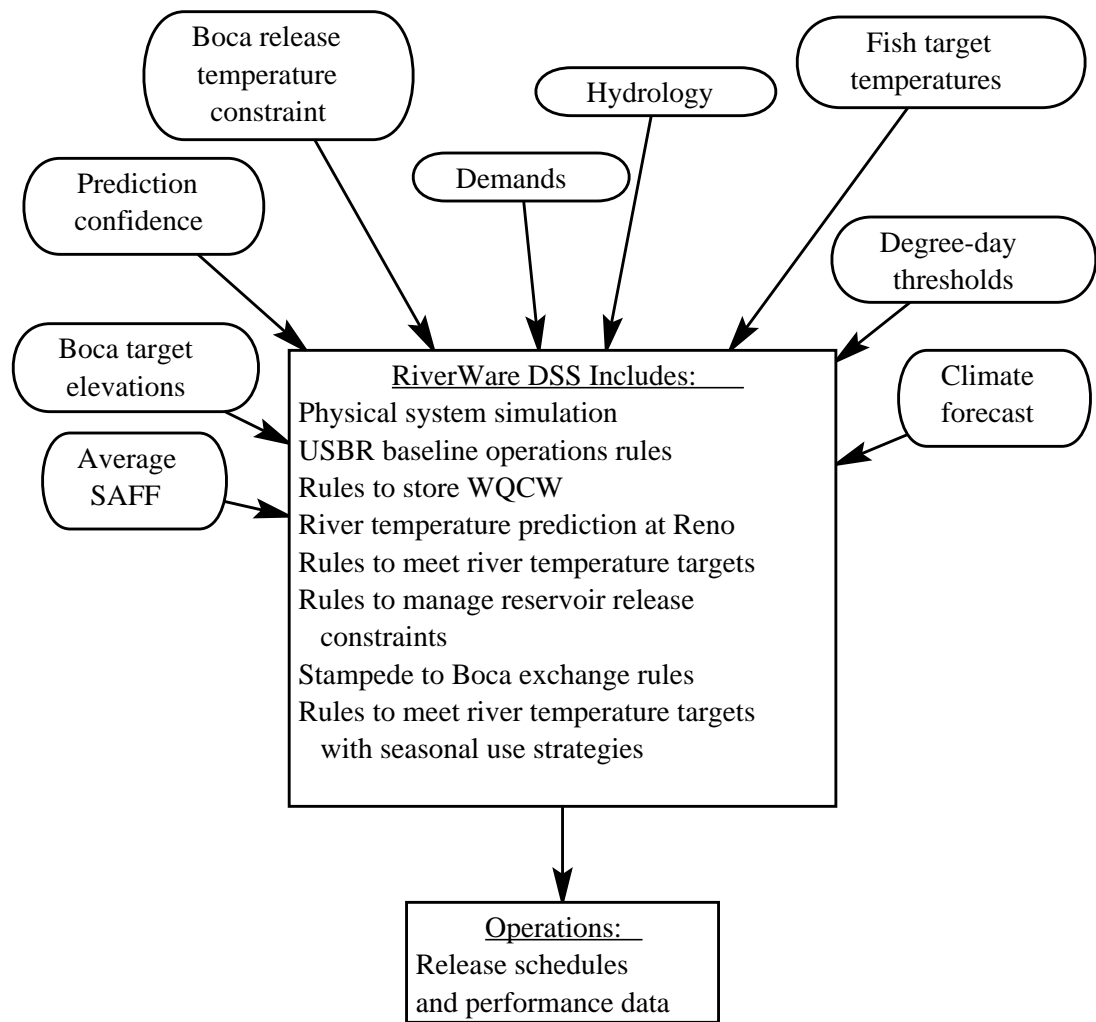 Boca release
temperature
constraint
Fish target
temperatures
Hydrology
Demands
Prediction
confidence
Degree-day
thresholds
Boca target
elevations
Climate
forecast
Average
SAFF
RiverWare DSS Includes:
Physical system simulation
USBR baseline operations rules
Rules to store WQCW
River temperature prediction at Reno
Rules to meet river temperature targets
Rules to manage reservoir release
constraints
Stampede to Boca exchange rules
Rules to meet river temperature targets
with seasonal use strategies
Operations:
Release schedules
and performance data